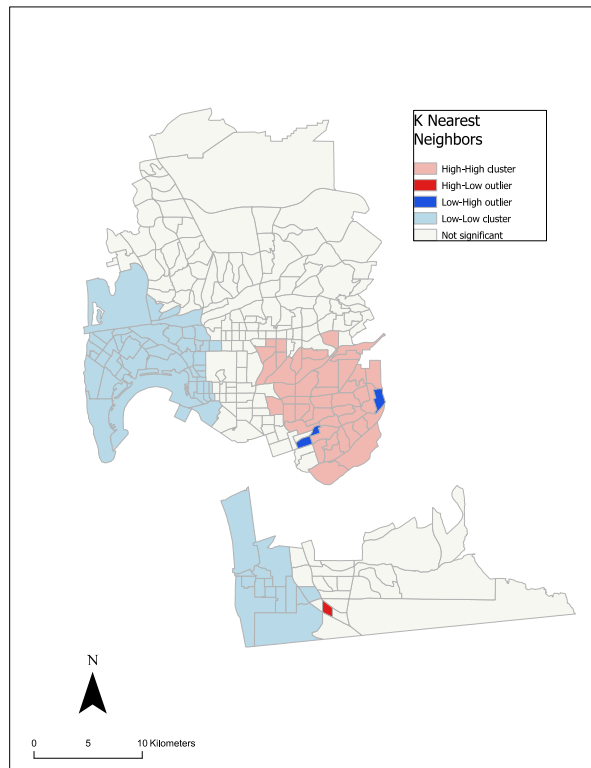 K Nearest
Neighbors
High-High cluster
High-Low outlier
Low-High outlier
Low-Low cluster
Not significant
N
0 5 10 Kilometers